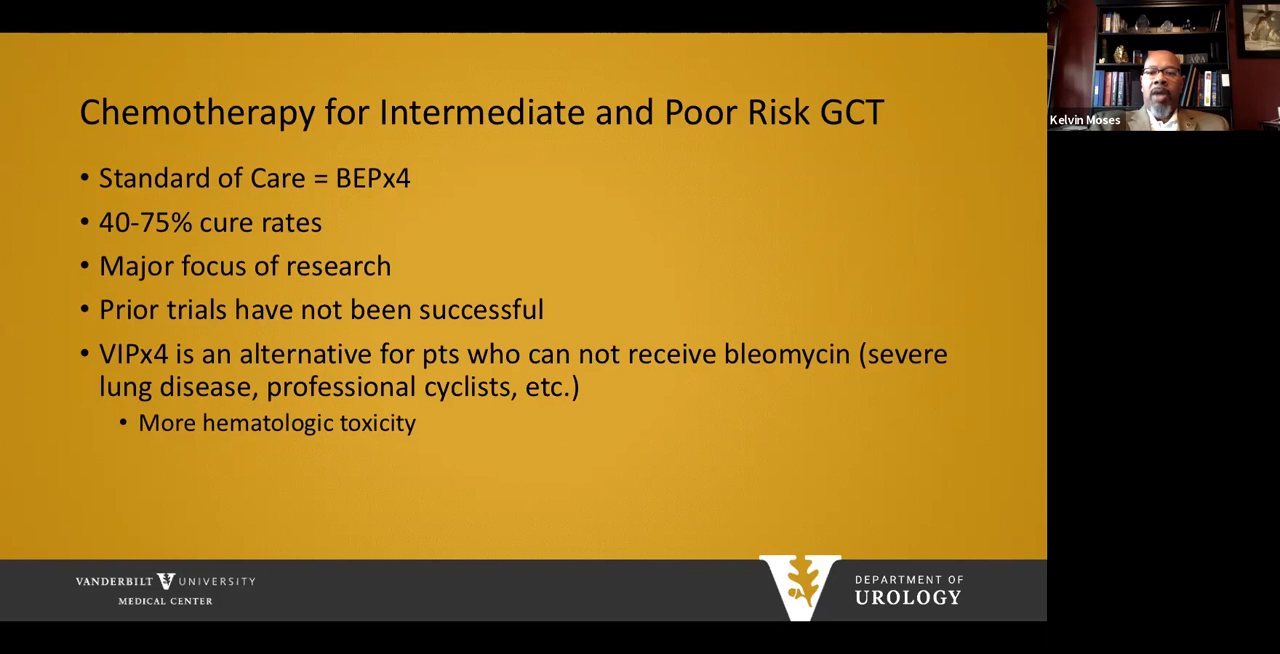 Chemotherapy for Intermediate and Poor Risk GCT
• Standard of Care = BEPx4
• 40-75% cure rates
• Major focus of research
• Prior trials have not been successful
• VIPx4 is an alternative for pts who can not receive bleomycin (severe
lung disease, professional cyclists, etc.)
• More hematologic toxicity
VANDERBILT V UNIVERSITY
MEDICAL CENTER
V
DEPARTMENT OF
UROLOGY
Kelvin Moses